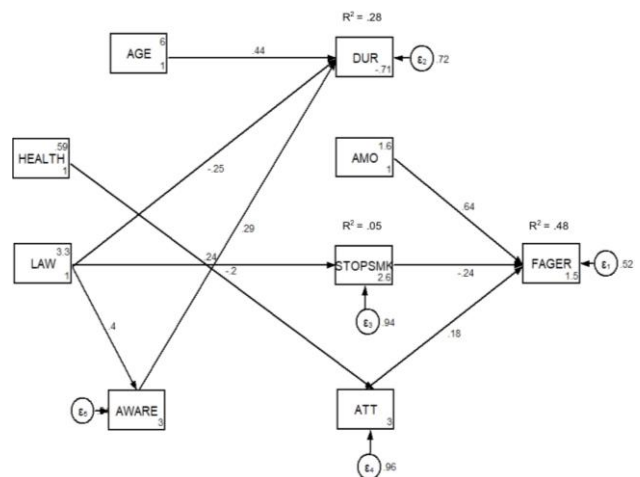 R² = .28
6
AGE
1
.44
DUR
-.71
ε₂
.72
.59
HEALTH
1
1.6
AMO
1
-.25
.64
.29
R² = .05
R² = .48
3.3
LAW
1
.24
-.2
STOPSMK
2.6
-.24
FAGER
1.5
ε₁
.52
ε₃
.94
.4
.18
ε₅
AWARE
3
ATT
3
ε₄
.96